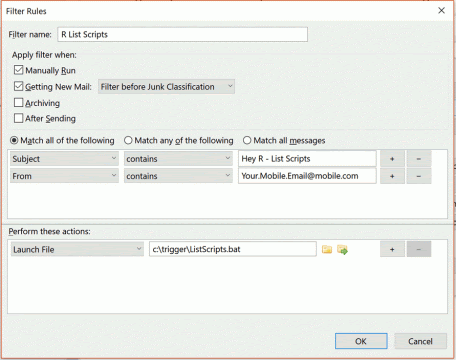 Filter Rules
Filter name: R List Scripts
Apply filter when:
Manually Run
Getting New Mail: Filter before Junk Classification
Archiving
After Sending
Match all of the following Match any of the following Match all messages
Subject contains Hey R - List Scripts + -
From contains Your.Mobile.Email@mobile.com + -
Perform these actions:
Launch File c\trigger\ListScripts.bat + -
OK Cancel